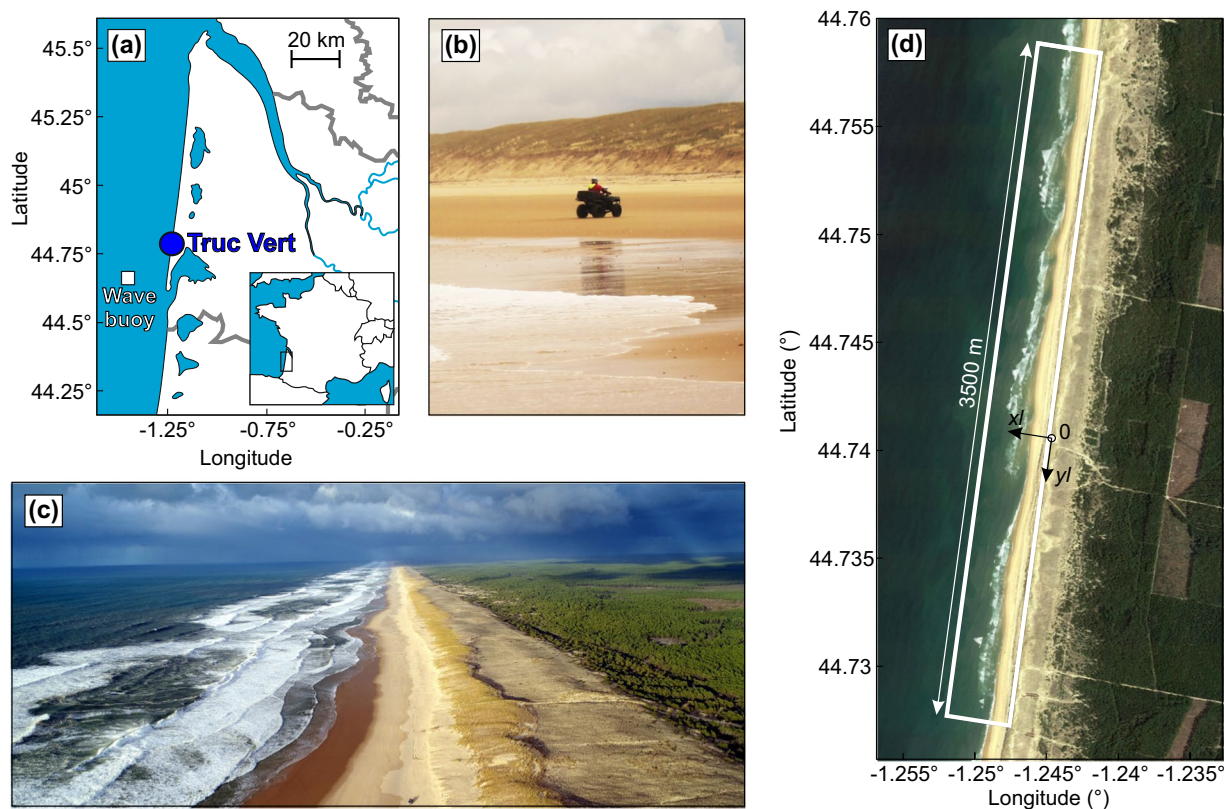 (a)
20 km
45.5°
45.25°
45°
44.75°
44.5°
44.25°
Latitude
Truc Vert
Wave
buoy
-1.25°
-0.75°
-0.25°
Longitude
(b)
(c)
(d)
44.76
44.755
44.75
44.745
44.74
44.735
44.73
Latitude (°)
3500 m
xl
0
yl
-1.255°
-1.25°
-1.245°
-1.24°
-1.235°
Longitude (°)